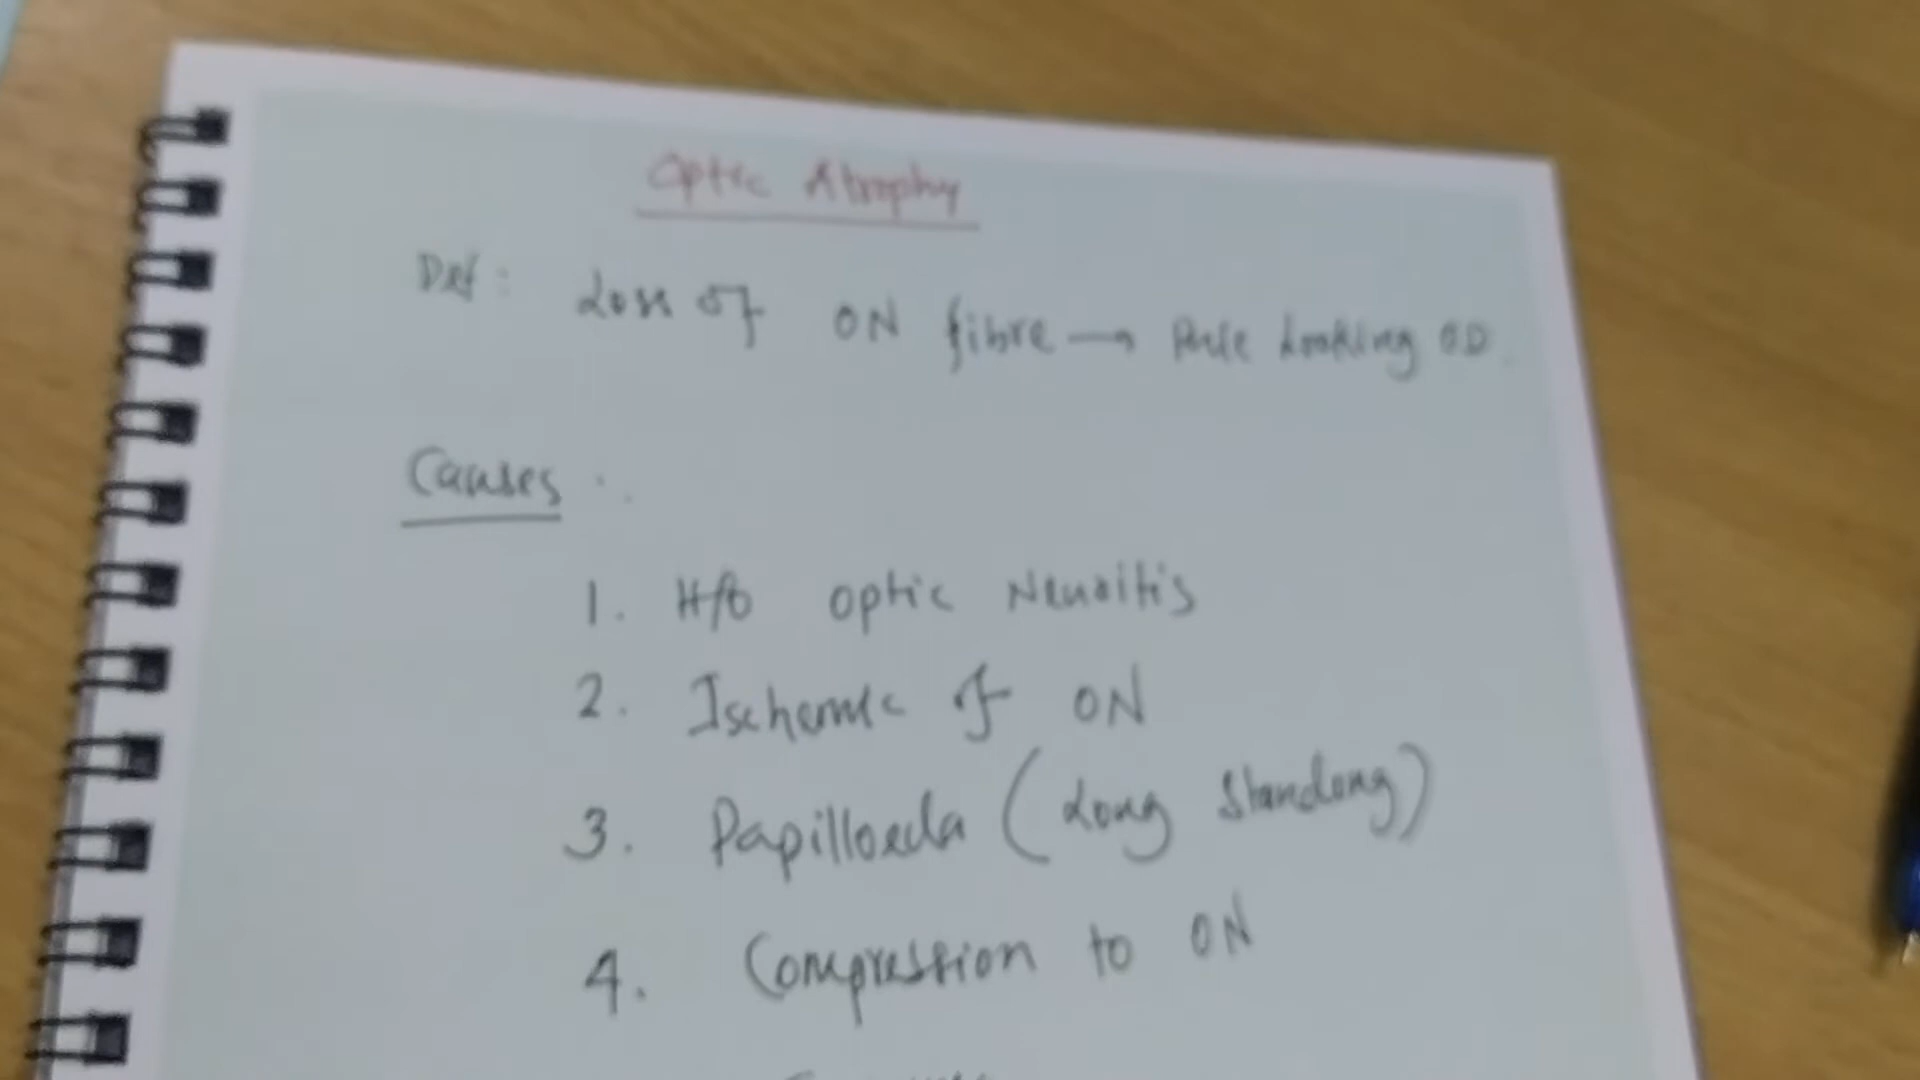 Optic Atrophy
Def: Loss of ON fibre → Pale Looking OD.
Causes :
1. H/o optic Neuritis
2. Ischemic of ON
3. Papilloeda (Long Standing)
4. Compression to ON